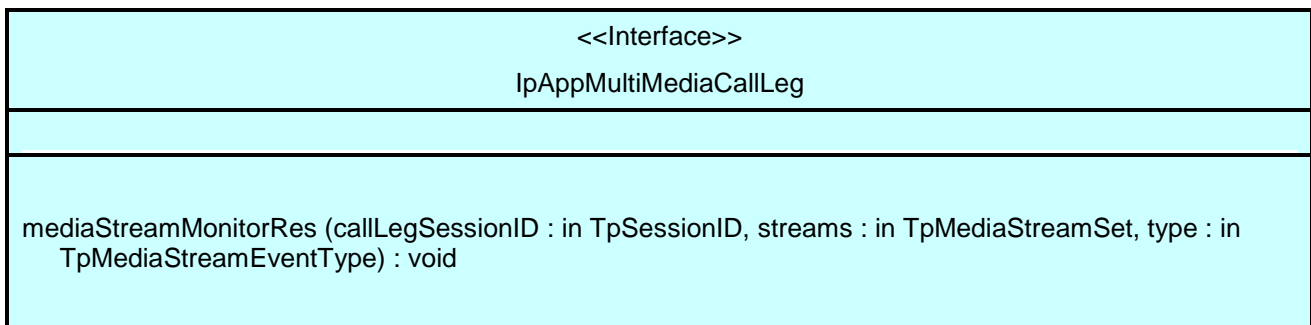 <<Interface>>
IpAppMultiMediaCallLeg
mediaStreamMonitorRes (callLegSessionID : in TpSessionID, streams : in TpMediaStreamSet, type : in
TpMediaStreamEventType) : void